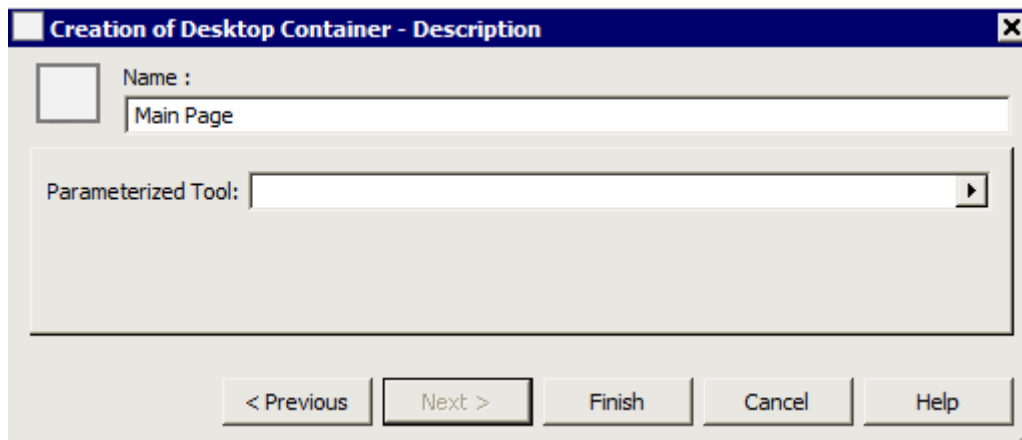 Creation of Desktop Container - Description
Name :
Main Page
Parameterized Tool:
< Previous Next > Finish Cancel Help